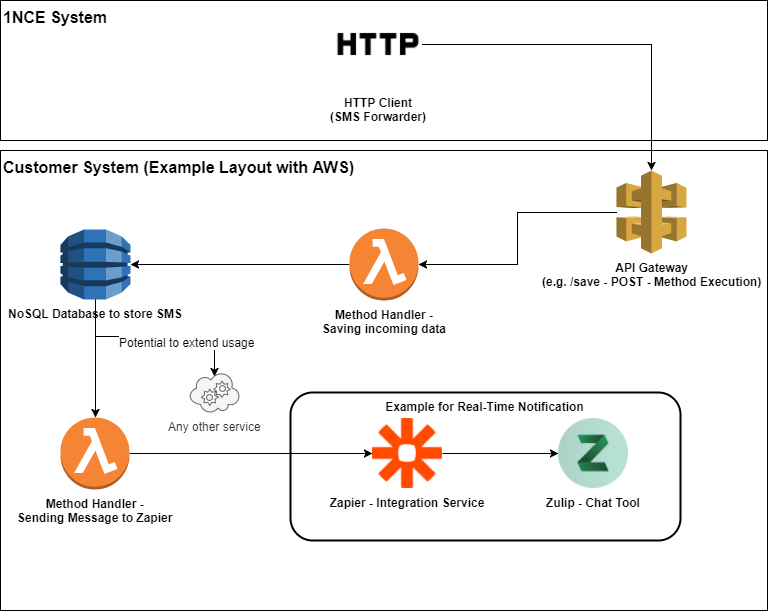 1NCE System
HTTP
HTTP Client
(SMS Forwarder)
Customer System (Example Layout with AWS)
API Gateway
(e.g. /save - POST - Method Execution)
Method Handler -
Saving incoming data
NoSQL Database to store SMS
Potential to extend usage
Any other service
Example for Real-Time Notification
Method Handler -
Sending Message to Zapier
Zapier - Integration Service
Zulip - Chat Tool